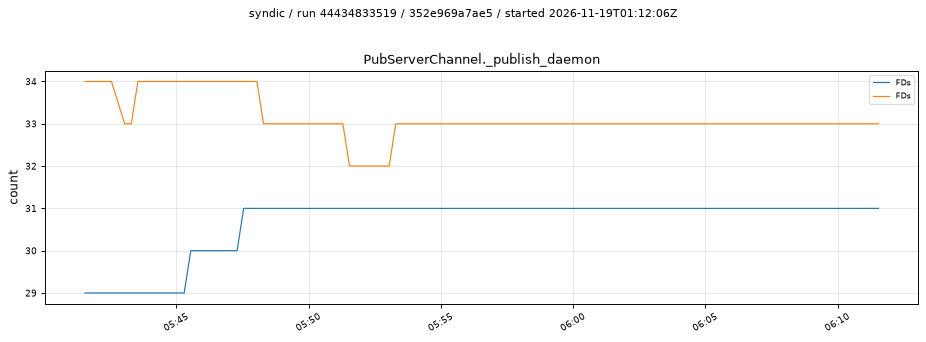 syndic / run 44434833519 / 352e969a7ae5 / started 2026-11-19T01:12:06Z
PubServerChannel._publish_daemon
34
33
32
31
30
29
count
FDs
FDs
05:45
05:50
05:55
06:00
06:05
06:10